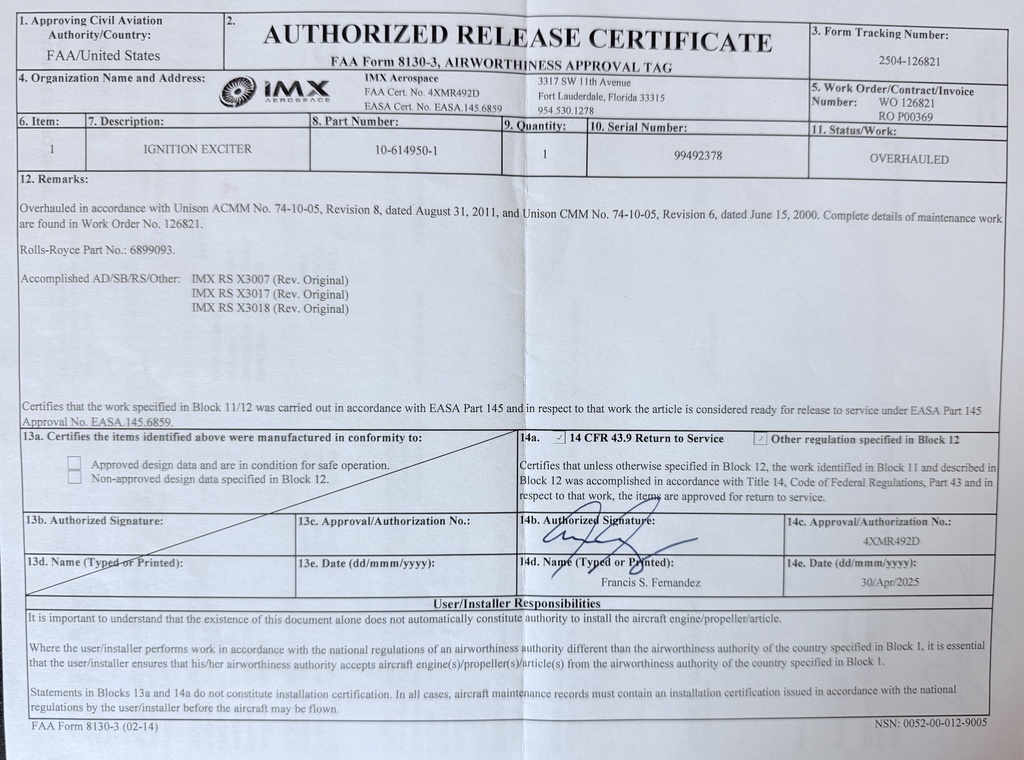 1. Approving Civil Aviation
Authority/Country:
FAA/United States
2.
AUTHORIZED RELEASE CERTIFICATE
FAA Form 8130-3, AIRWORTHINESS APPROVAL TAG
3. Form Tracking Number:
2504-126821
4. Organization Name and Address:
IMX
AEROSPACE
IMX Aerospace
FAA Cert. No. 4XMR492D
EASA Cert. No. EASA.145.6859
3317 SW 11th Avenue
Fort Lauderdale, Florida 33315
954.530.1278
5. Work Order/Contract/Invoice
Number: WO 126821
RO P00369
6. Item: 7. Description: 8. Part Number: 9. Quantity: 10. Serial Number: 11. Status/Work:
1 IGNITION EXCITER 10-614950-1 1 99492378 OVERHAULED
12. Remarks:
Overhauled in accordance with Unison ACMM No. 74-10-05, Revision 8, dated August 31, 2011, and Unison CMM No. 74-10-05, Revision 6, dated June 15, 2000. Complete details of maintenance work
are found in Work Order No. 126821.
Rolls-Royce Part No.: 6899093.
Accomplished AD/SB/RS/Other: IMX RS X3007 (Rev. Original)
IMX RS X3017 (Rev. Original)
IMX RS X3018 (Rev. Original)
Certifies that the work specified in Block 11/12 was carried out in accordance with EASA Part 145 and in respect to that work the article is considered ready for release to service under EASA Part 145
Approval No. EASA.145.6859.
13a. Certifies the items identified above were manufactured in conformity to:
Approved design data and are in condition for safe operation.
Non-approved design data specified in Block 12.
14a. ✓ 14 CFR 43.9 Return to Service ✓ Other regulation specified in Block 12
Certifies that unless otherwise specified in Block 12, the work identified in Block 11 and described in
Block 12 was accomplished in accordance with Title 14, Code of Federal Regulations, Part 43 and in
respect to that work, the items are approved for return to service.
13b. Authorized Signature:
13c. Approval/Authorization No.:
14b. Authorized Signature:
14c. Approval/Authorization No.:
4XMR492D
13d. Name (Typed or Printed):
13e. Date (dd/mmm/yyyy):
14d. Name (Typed or Printed):
Francis S. Fernandez
14e. Date (dd/mmm/yyyy):
30/Apr/2025
User/Installer Responsibilities
It is important to understand that the existence of this document alone does not automatically constitute authority to install the aircraft engine/propeller/article.
Where the user/installer performs work in accordance with the national regulations of an airworthiness authority different than the airworthiness authority of the country specified in Block 1, it is essential
that the user/installer ensures that his/her airworthiness authority accepts aircraft engine(s)/propeller(s)/article(s) from the airworthiness authority of the country specified in Block 1.
Statements in Blocks 13a and 14a do not constitute installation certification. In all cases, aircraft maintenance records must contain an installation certification issued in accordance with the national
regulations by the user/installer before the aircraft may be flown.
FAA Form 8130-3 (02-14)
NSN: 0052-00-012-9005